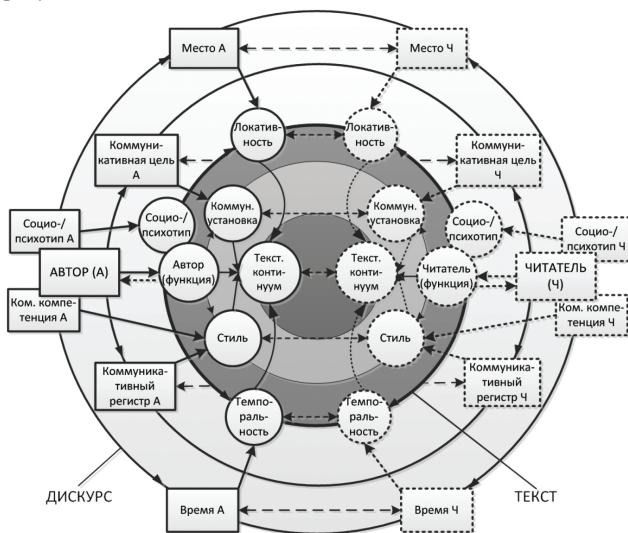 Место А
Место Ч
Локатив-
ность
Локатив-
ность
Коммуни-
кативная цель
А
Коммуни-
кативная цель
Ч
Социо-/
психотип
Коммун.
установка
Коммун.
установка
Социо-/
психотип
Социо-/
психотип А
Социо-/
психотип Ч
АВТОР (А)
Автор
(функция)
Текст.
конти-
нуум
Текст.
конти-
нуум
Читатель
(функция)
ЧИТАТЕЛЬ
(Ч)
Ком. компе-
тенция А
Ком. компе-
тенция Ч
Стиль
Стиль
Коммуника-
тивный
регистр А
Коммуника-
тивный
регистр Ч
Темпо-
раль-
ность
Темпо-
раль-
ность
ДИСКУРС
ТЕКСТ
Время А
Время Ч